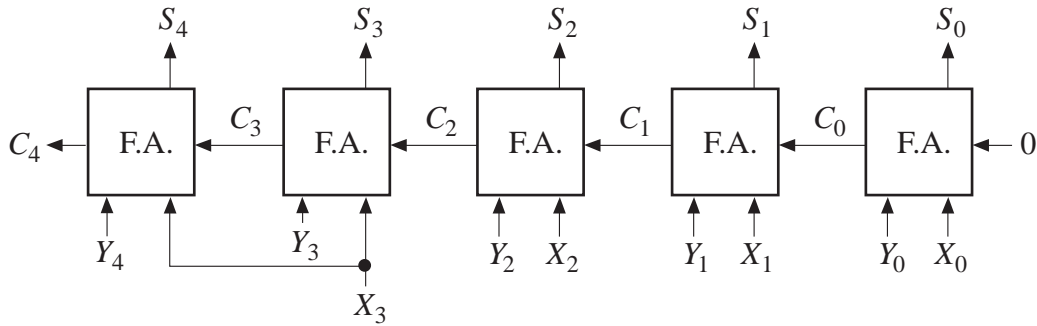 S4 S3 S2 S1 S0
C4 F.A. C3 F.A. C2 F.A. C1 F.A. C0 F.A. 0
Y4 Y3 Y2 X2 Y1 X1 Y0 X0
X3